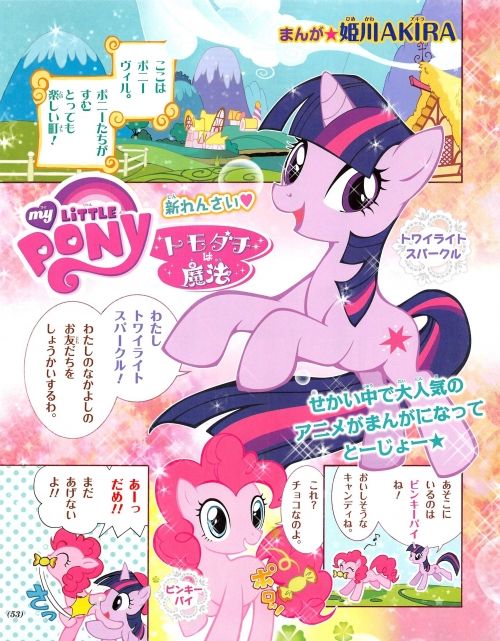 まんが★姫川AKIRA
ひめ かわ アキラ
ここは
ポニー
ヴィル。
ポニーたちが
すむ
とっても
楽しい町!
my LiTTLE PONY
新れんさい♥
トモダチ
は
魔法
トワイライト
スパークル
わたし
トワイライト
スパークル!
わたしのなかよしの
お友だちを
しょうかいするわ。
せかい中で大人気の
アニメがまんがになって
とーじょー★
あそこに
いるのは
ピンキーパイ
ね!
おいしそうな
キャンディね。
これ?
チョコなのよ。
ポロッ!
ピンキー
パイ
あーっ
だめ!!
まだ
あげない
よ!!
さっ
(53)